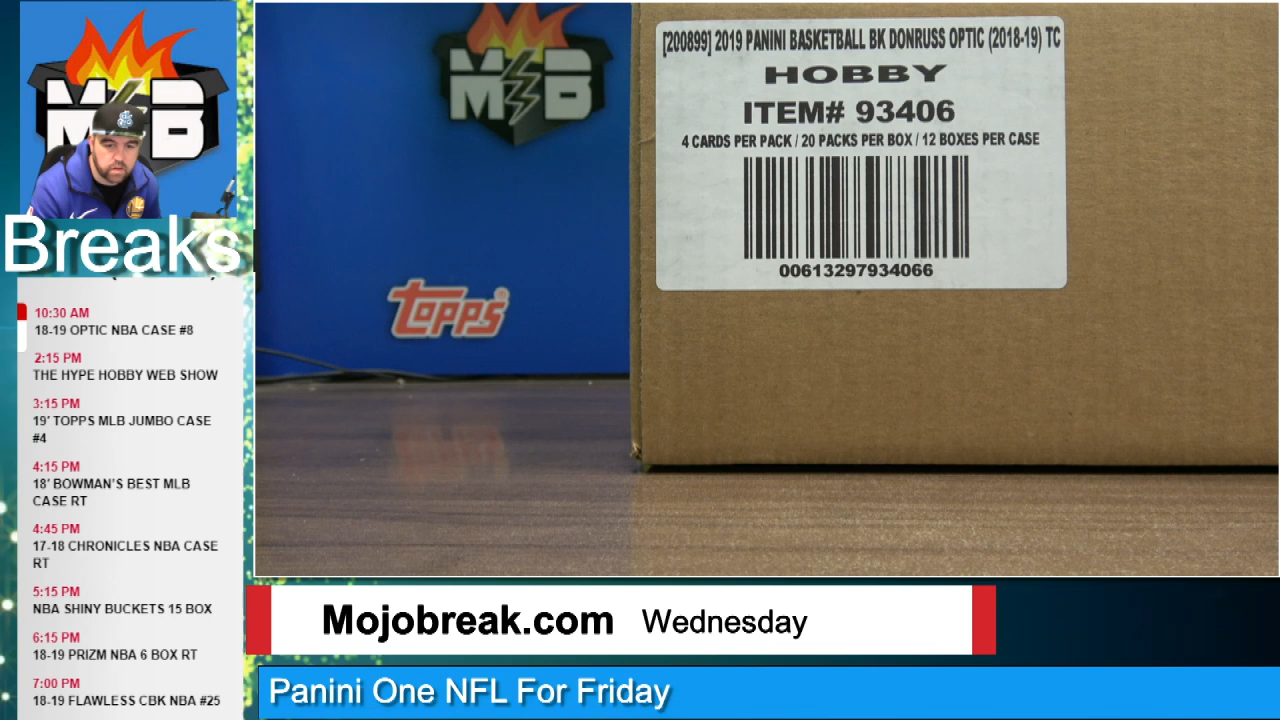 M B
Breaks
10:30 AM
18-19 OPTIC NBA CASE #8
2:15 PM
THE HYPE HOBBY WEB SHOW
3:15 PM
19' TOPPS MLB JUMBO CASE
#4
4:15 PM
18' BOWMAN'S BEST MLB
CASE RT
4:45 PM
17-18 CHRONICLES NBA CASE
RT
5:15 PM
NBA SHINY BUCKETS 15 BOX
6:15 PM
18-19 PRIZM NBA 6 BOX RT
7:00 PM
18-19 FLAWLESS CBK NBA #25
M B
Topps®
[200899] 2019 PANINI BASKETBALL BK DONRUSS OPTIC (2018-19) TC
HOBBY
ITEM# 93406
4 CARDS PER PACK / 20 PACKS PER BOX / 12 BOXES PER CASE
00613297934066
Mojobreak.com Wednesday
Panini One NFL For Friday